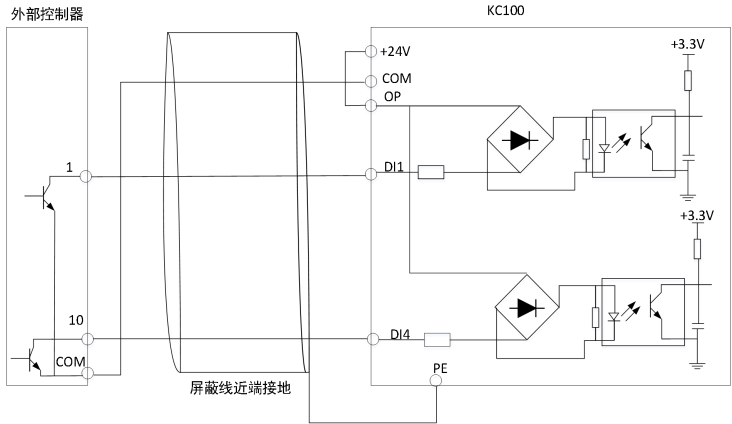 外部控制器
KC100
+24V
COM
OP
+3.3V
1
DI1
+3.3V
10
DI4
COM
PE
屏蔽线近端接地